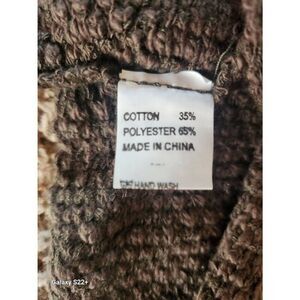 COTTON 35%
POLYESTER 65%
MADE IN CHINA
HAND WASH
Galaxy S22+